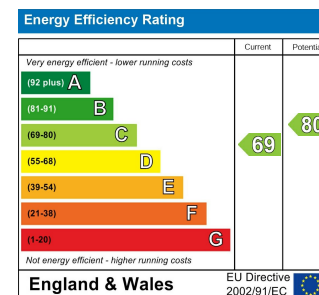 Energy Efficiency Rating
Current Potentia
Very energy efficient - lower running costs
(92 plus) A
(81-91) B
(69-80) C
(55-68) D
(39-54) E
(21-38) F
(1-20) G
69
80
Not energy efficient - higher running costs
England & Wales
EU Directive
2002/91/EC